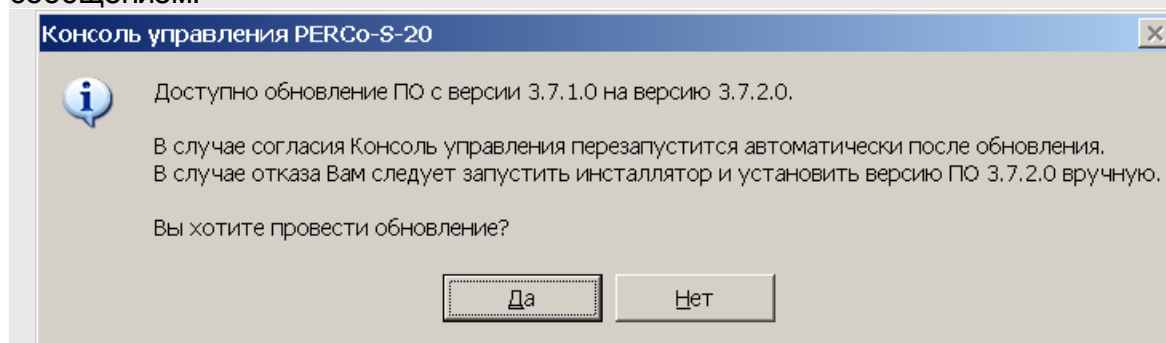 сообщением.
Консоль управления PERCo-S-20
Доступно обновление ПО с версии 3.7.1.0 на версию 3.7.2.0.
В случае согласия Консоль управления перезапустится автоматически после обновления.
В случае отказа Вам следует запустить инсталлятор и установить версию ПО 3.7.2.0 вручную.
Вы хотите провести обновление?
Да
Нет